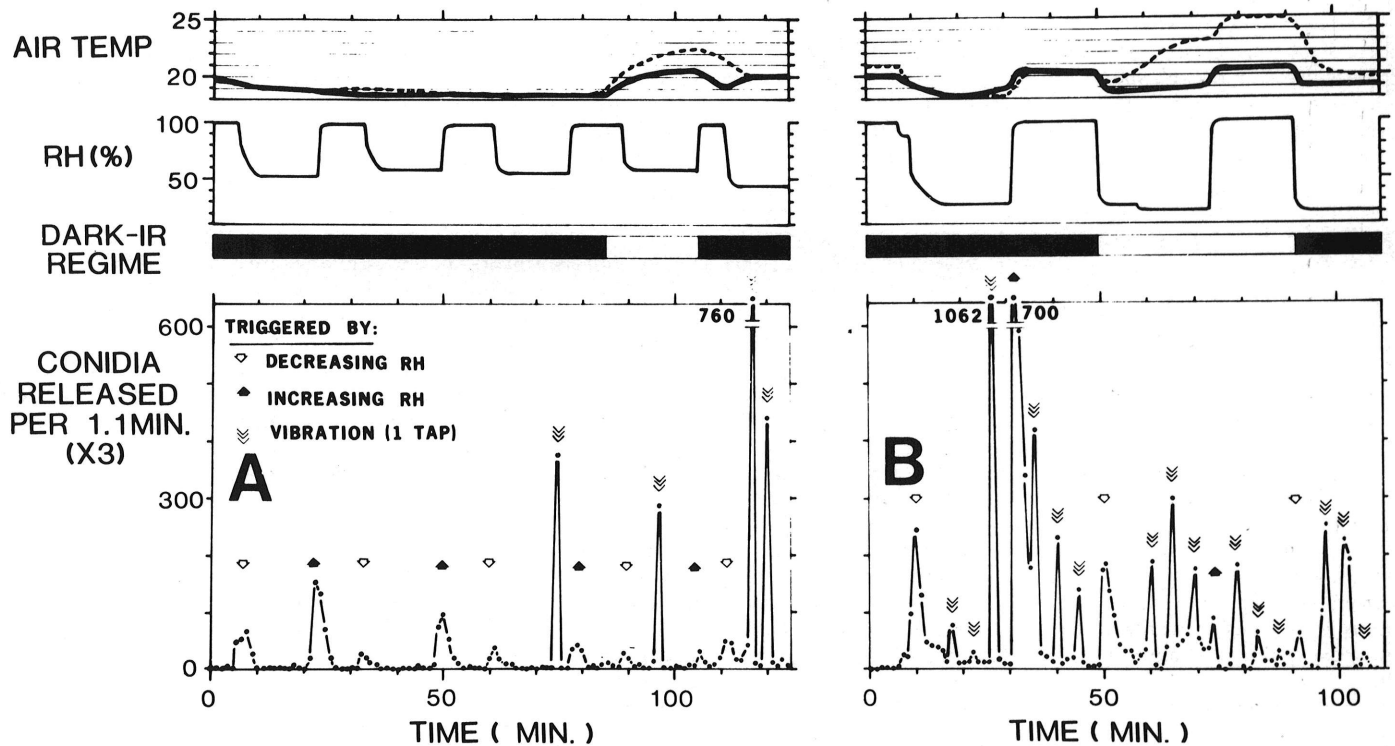 25
AIR TEMP
20
100
RH (%)
50
DARK-IR
REGIME
760
1062
700
600
TRIGGERED BY:
DECREASING RH
INCREASING RH
VIBRATION (1 TAP)
CONIDIA
RELEASED
PER 1.1MIN.
(X3)
A
B
300
0
0
50
100
0
50
100
TIME ( MIN. )
TIME ( MIN. )